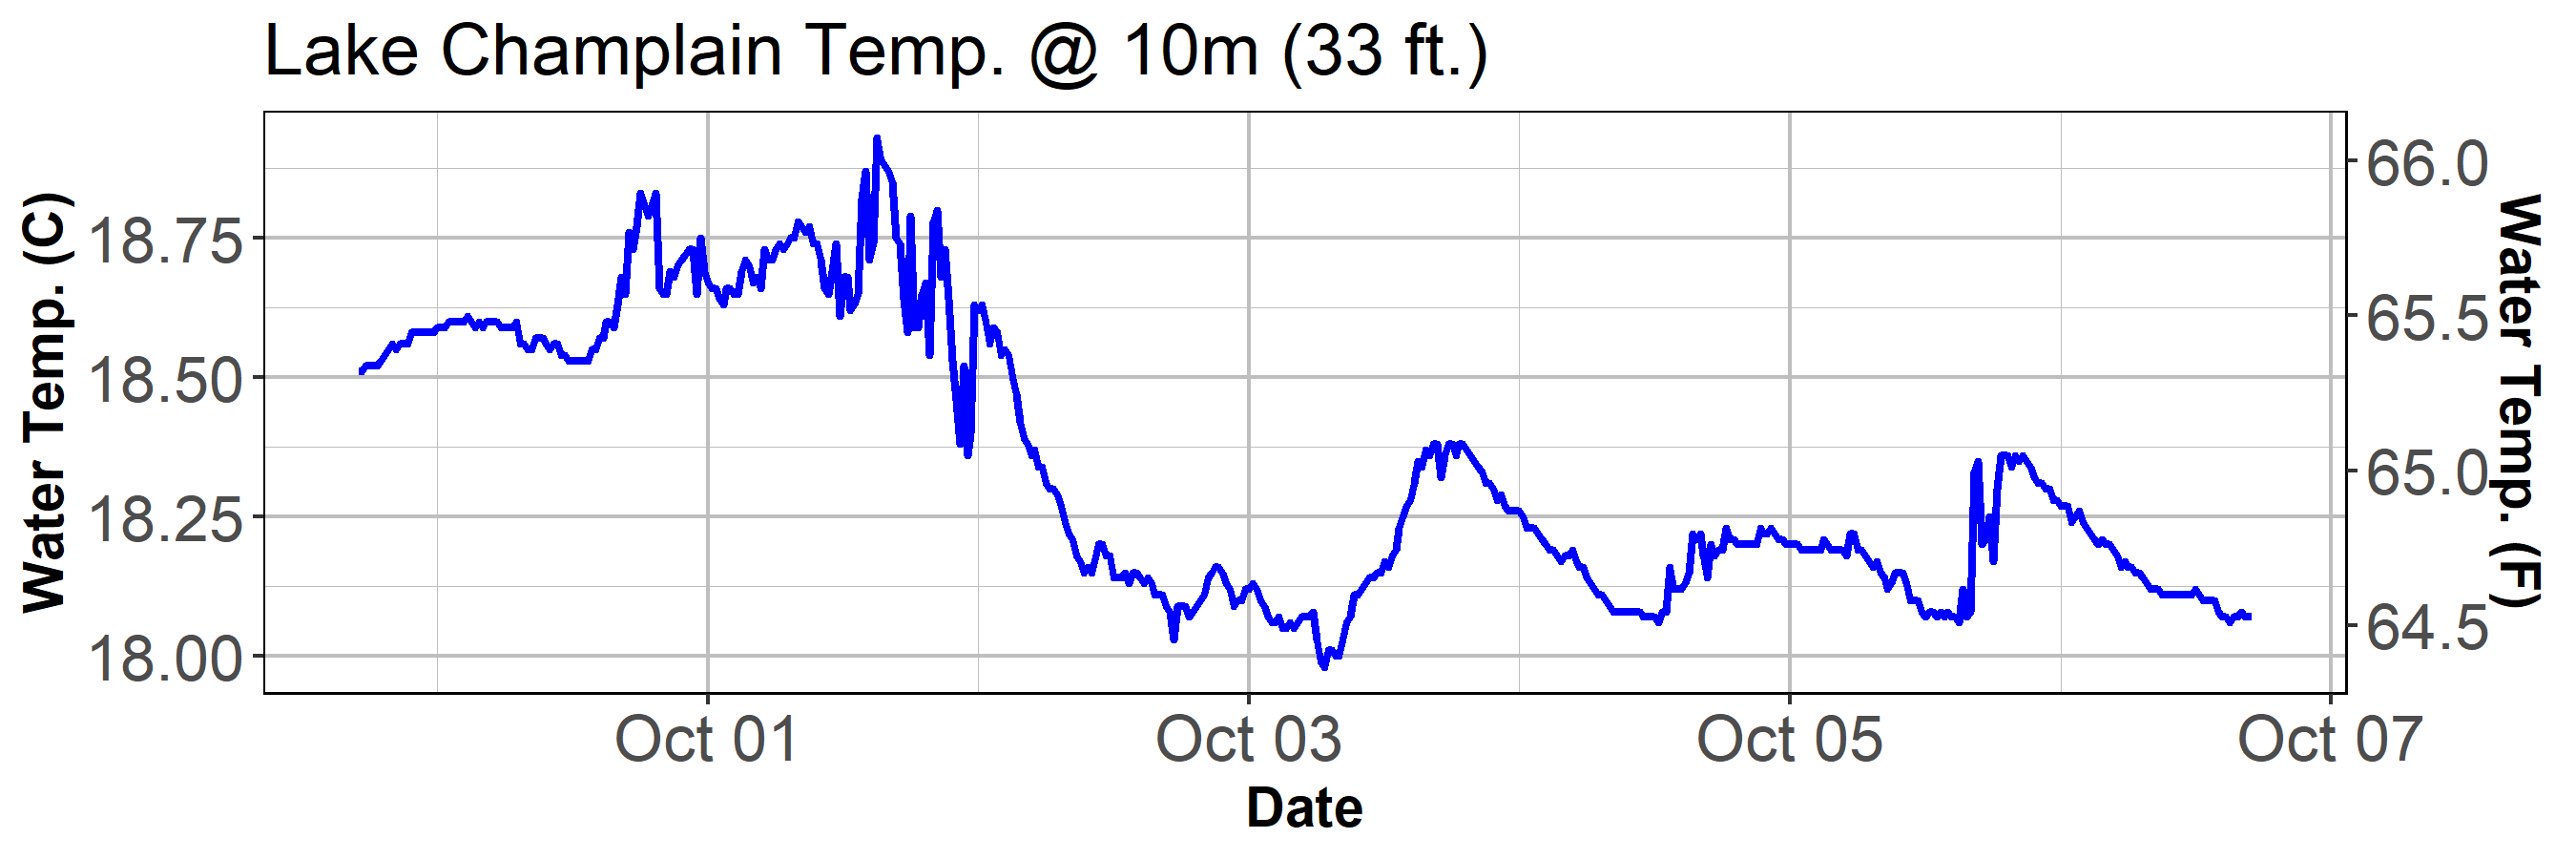 Lake Champlain Temp. @ 10m (33 ft.)
Water Temp. (C)
18.75
18.50
18.25
18.00
66.0
65.5
65.0
64.5
Water Temp. (F)
Oct 01 Oct 03 Oct 05 Oct 07
Date